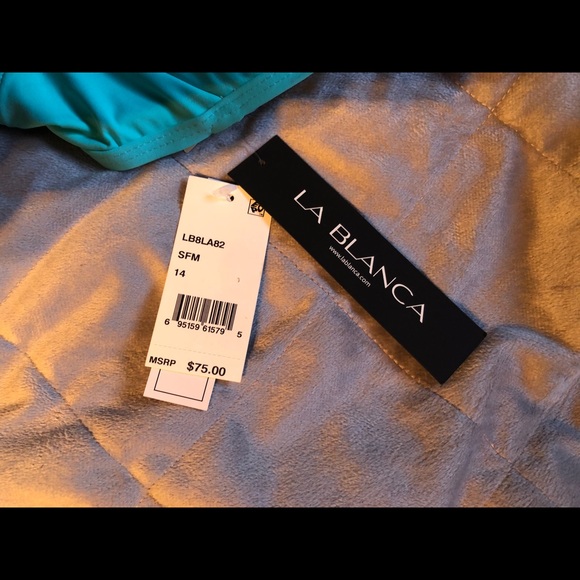 LB8LA82
SFM
14
6 95159 61579 5
MSRP $75.00
LA BLANCA
www.lablanca.com